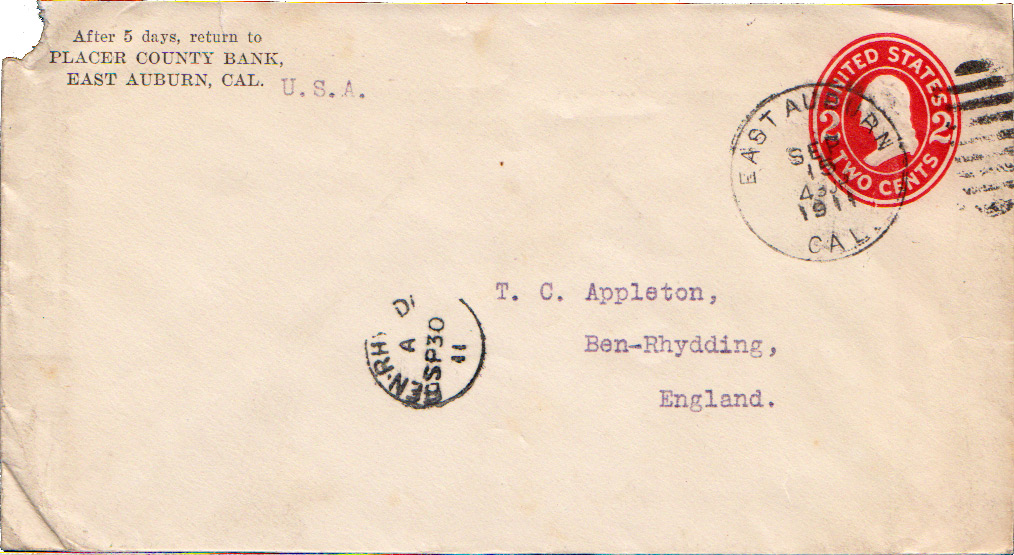 After 5 days, return to
PLACER COUNTY BANK,
EAST AUBURN, CAL.
U.S.A.
UNITED STATES
2 2
TWO CENTS
EAST AUBURN
SEP
1911
CAL.
T. C. Appleton,
Ben-Rhydding,
England.
A
SP30
11